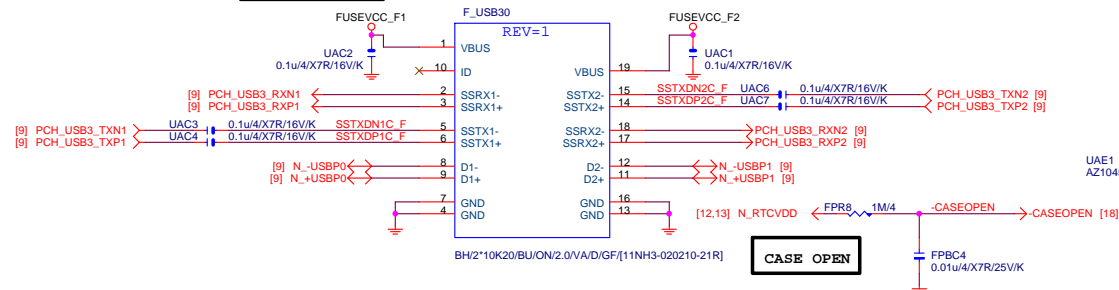 FUSEVCC_F1
F_USB30
FUSEVCC_F2
REV=1
1 VBUS
UAC2
0.1u/4/X7R/16V/K
UAC1
0.1u/4/X7R/16V/K
10 ID
VBUS 19
[9] PCH_USB3_RXN1 2 SSRX1-
[9] PCH_USB3_RXP1 3 SSRX1+
SSTX2- 15 SSTXDN2C_F UAC6 0.1u/4/X7R/16V/K PCH_USB3_TXN2 [9]
SSTX2+ 14 SSTXDP2C_F UAC7 0.1u/4/X7R/16V/K PCH_USB3_TXP2 [9]
[9] PCH_USB3_TXN1 UAC3 0.1u/4/X7R/16V/K SSTXDN1C_F 5 SSTX1-
[9] PCH_USB3_TXP1 UAC4 0.1u/4/X7R/16V/K SSTXDP1C_F 6 SSTX1+
SSRX2- 18 PCH_USB3_RXN2 [9]
SSRX2+ 17 PCH_USB3_RXP2 [9]
[9] N_-USBP0 8 D1-
[9] N_+USBP0 9 D1+
D2- 12 N_-USBP1 [9]
D2+ 11 N_+USBP1 [9]
UAE1
7 GND
4 GND
GND 16
GND 13
[12,13] N_RTCVDD FPR8 1M/4 -CASEOPEN -CASEOPEN [18]
BH/2*10K20/BU/ON/2.0/VA/D/GF/[11NH3-020210-21R]
CASE OPEN
FPBC4
0.01u/4/X7R/25V/K